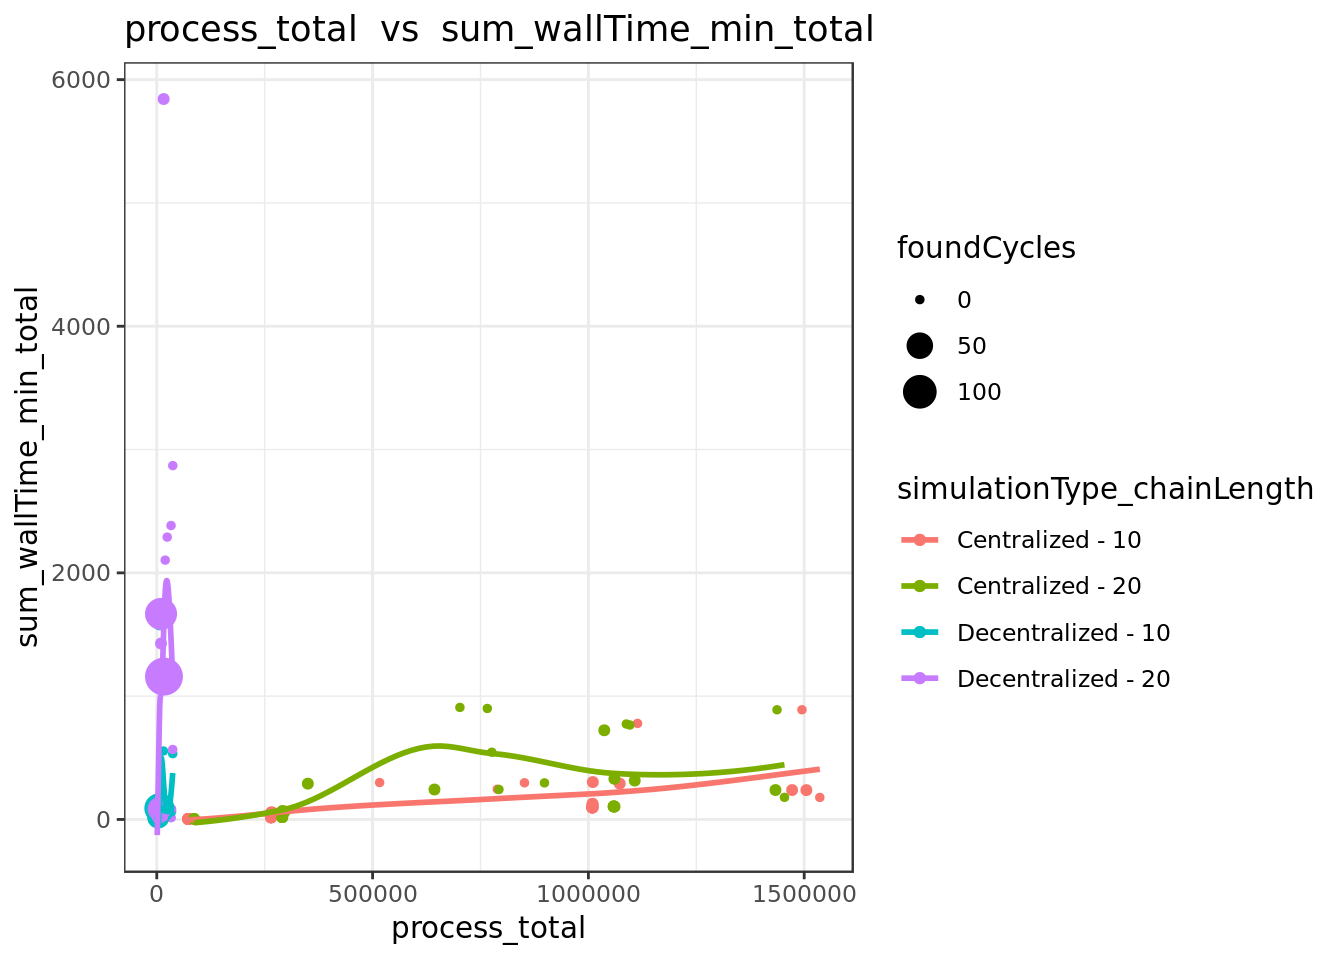 process_total  vs  sum_wallTime_min_total
sum_wallTime_min_total
6000
4000
2000
0
0
500000
1000000
1500000
process_total
foundCycles
0
50
100
simulationType_chainLength
Centralized - 10
Centralized - 20
Decentralized - 10
Decentralized - 20